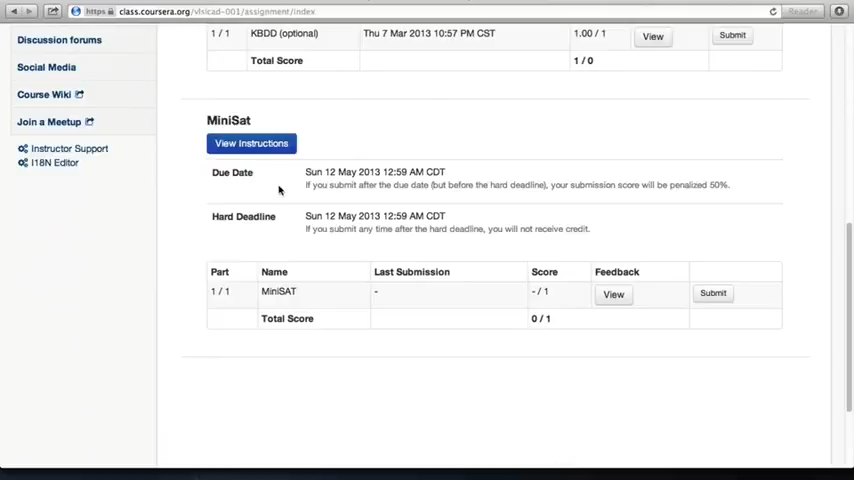 https class.coursera.org/vlsicad-001/assignment/index
Reader
Discussion forums
Social Media
Course Wiki
Join a Meetup
Instructor Support
I18N Editor
1 / 1 KBDD (optional) Thu 7 Mar 2013 10:57 PM CST 1.00 / 1 View Submit
Total Score 1 / 0
MiniSat
View Instructions
Due Date Sun 12 May 2013 12:59 AM CDT
If you submit after the due date (but before the hard deadline), your submission score will be penalized 50%.
Hard Deadline Sun 12 May 2013 12:59 AM CDT
If you submit any time after the hard deadline, you will not receive credit.
Part Name Last Submission Score Feedback
1 / 1 MiniSAT - - / 1 View Submit
Total Score 0 / 1